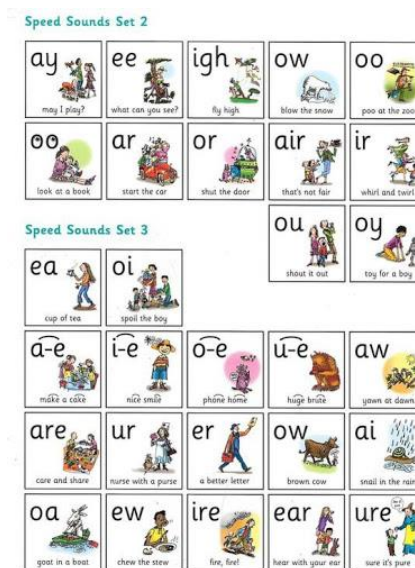 Speed Sounds Set 2
ay ee igh ow oo
may I play? what can you see? fly high blow the snow poo at the zoo
oo ar or air ir
look at a book start the car shut the door that's not fair whirl and twirl
ou oy
shout it out toy for a boy
Speed Sounds Set 3
ea oi
cup of tea spoil the boy
a-e i-e o-e u-e aw
make a cake nice smile phone home huge brute yawn at dawn
are ur er ow ai
care and share nurse with a purse a better letter brown cow snail in the rain
oa ew ire ear ure
goat in a boat chew the stew fire, fire! hear with your ear sure it's pure